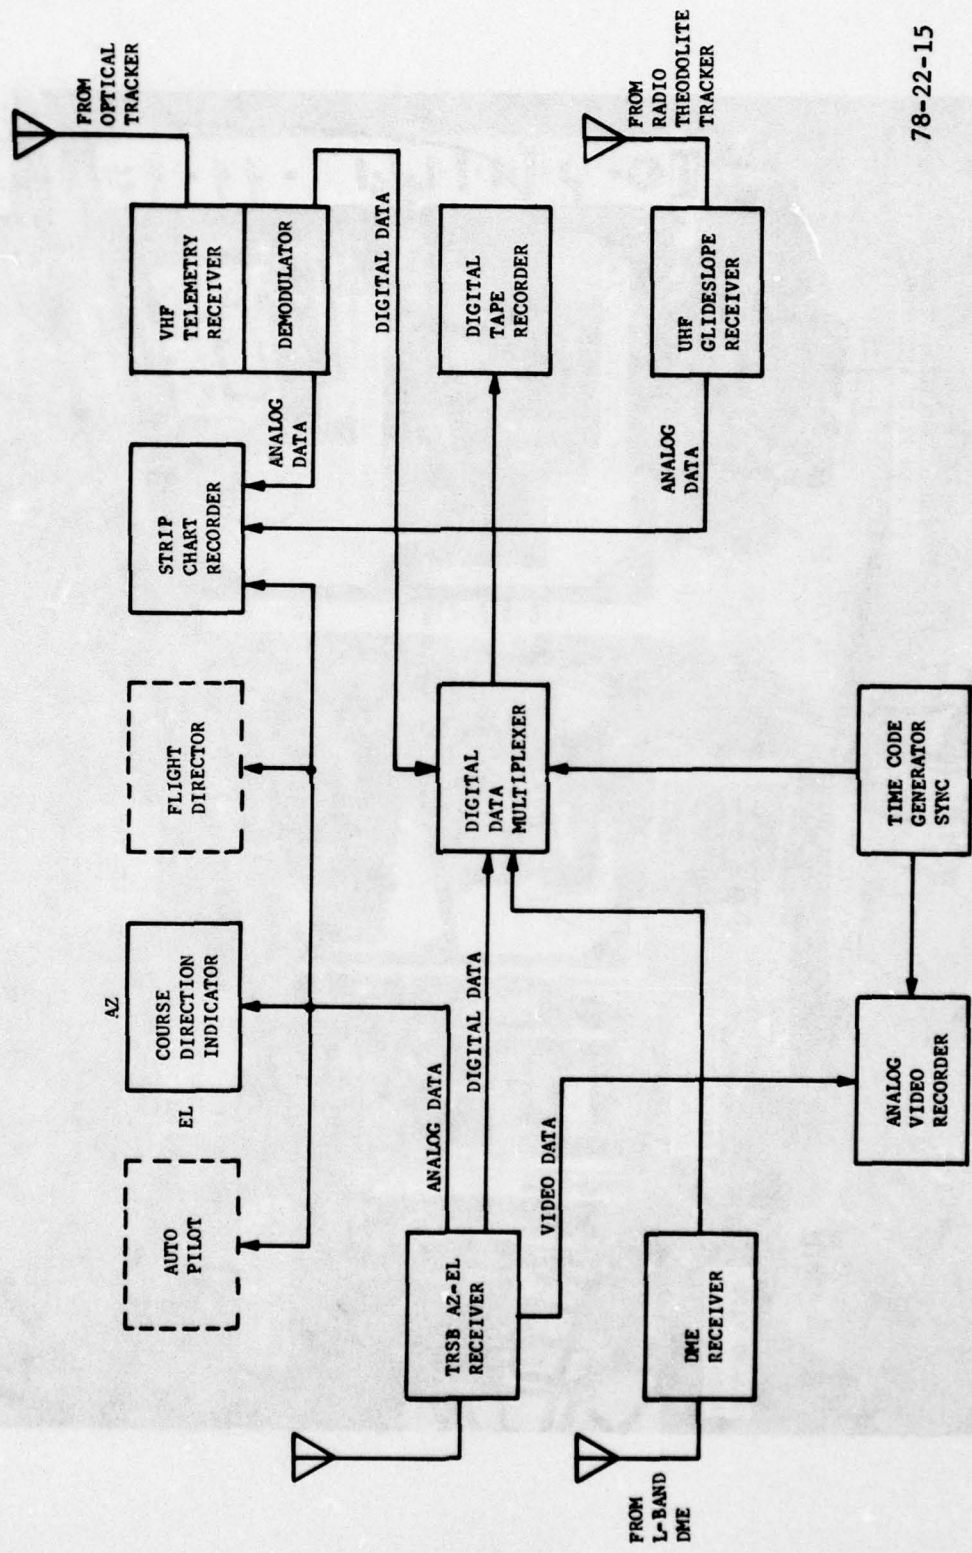 AUTO
PILOT
AZ
COURSE
DIRECTION
INDICATOR
EL
FLIGHT
DIRECTOR
STRIP
CHART
RECORDER
VHF
TELEMETRY
RECEIVER
DEMODULATOR
FROM
OPTICAL
TRACKER
ANALOG
DATA
DIGITAL DATA
TRSB AZ-EL
RECEIVER
ANALOG DATA
DIGITAL DATA
VIDEO DATA
DIGITAL
DATA
MULTIPLEXER
DIGITAL
TAPE
RECORDER
FROM
L-BAND
DME
DME
RECEIVER
ANALOG
DATA
UHF
GLIDESLOPE
RECEIVER
FROM
RADIO
THEODOLITE
TRACKER
ANALOG
VIDEO
RECORDER
TIME CODE
GENERATOR
SYNC
78-22-15